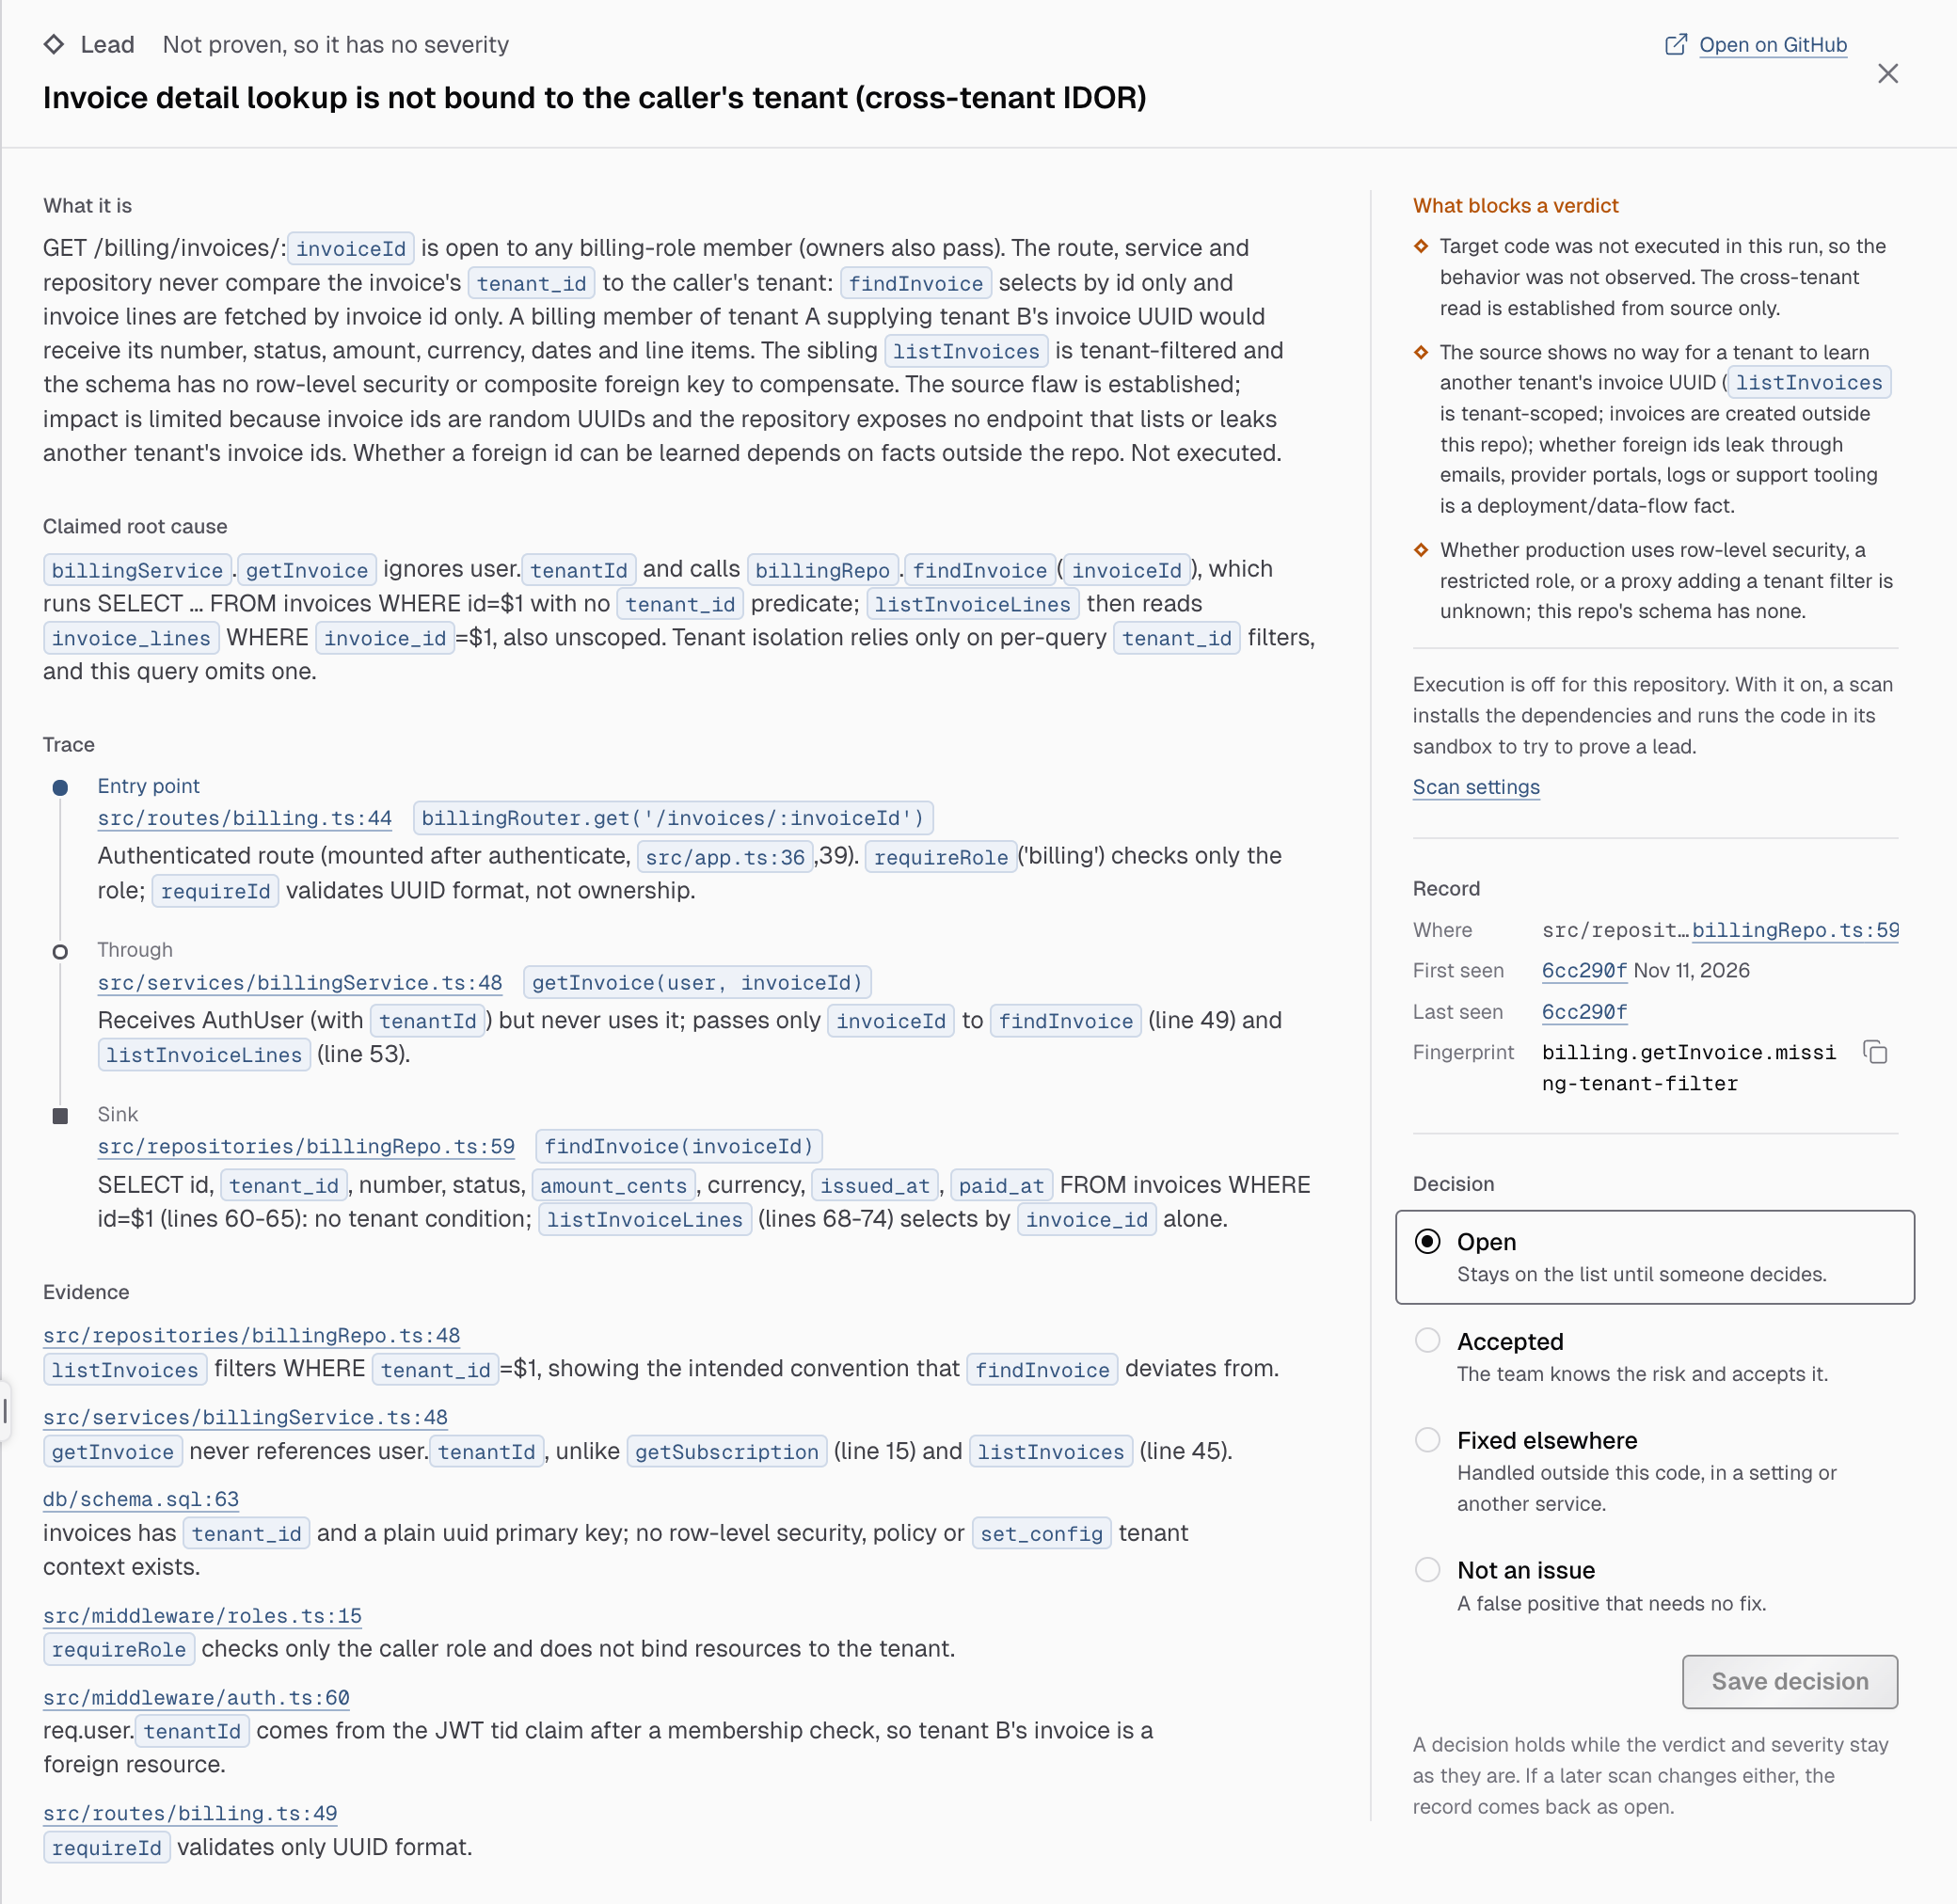 Lead Not proven, so it has no severity
Open on GitHub
Invoice detail lookup is not bound to the caller's tenant (cross-tenant IDOR)
What it is
GET /billing/invoices/:invoiceId is open to any billing-role member (owners also pass). The route, service and
repository never compare the invoice's tenant_id to the caller's tenant: findInvoice selects by id only and
invoice lines are fetched by invoice id only. A billing member of tenant A supplying tenant B's invoice UUID would
receive its number, status, amount, currency, dates and line items. The sibling listInvoices is tenant-filtered and
the schema has no row-level security or composite foreign key to compensate. The source flaw is established;
impact is limited because invoice ids are random UUIDs and the repository exposes no endpoint that lists or leaks
another tenant's invoice ids. Whether a foreign id can be learned depends on facts outside the repo. Not executed.
Claimed root cause
billingService.getInvoice ignores user.tenantId and calls billingRepo.findInvoice(invoiceId), which
runs SELECT … FROM invoices WHERE id=$1 with no tenant_id predicate; listInvoiceLines then reads
invoice_lines WHERE invoice_id=$1, also unscoped. Tenant isolation relies only on per-query tenant_id filters,
and this query omits one.
Trace
Entry point
src/routes/billing.ts:44 billingRouter.get('/invoices/:invoiceId')
Authenticated route (mounted after authenticate, src/app.ts:36,39). requireRole('billing') checks only the
role; requireId validates UUID format, not ownership.
Through
src/services/billingService.ts:48 getInvoice(user, invoiceId)
Receives AuthUser (with tenantId) but never uses it; passes only invoiceId to findInvoice (line 49) and
listInvoiceLines (line 53).
Sink
src/repositories/billingRepo.ts:59 findInvoice(invoiceId)
SELECT id, tenant_id, number, status, amount_cents, currency, issued_at, paid_at FROM invoices WHERE
id=$1 (lines 60-65): no tenant condition; listInvoiceLines (lines 68-74) selects by invoice_id alone.
Evidence
src/repositories/billingRepo.ts:48
listInvoices filters WHERE tenant_id=$1, showing the intended convention that findInvoice deviates from.
src/services/billingService.ts:48
getInvoice never references user.tenantId, unlike getSubscription (line 15) and listInvoices (line 45).
db/schema.sql:63
invoices has tenant_id and a plain uuid primary key; no row-level security, policy or set_config tenant
context exists.
src/middleware/roles.ts:15
requireRole checks only the caller role and does not bind resources to the tenant.
src/middleware/auth.ts:60
req.user.tenantId comes from the JWT tid claim after a membership check, so tenant B's invoice is a
foreign resource.
src/routes/billing.ts:49
requireId validates only UUID format.
What blocks a verdict
Target code was not executed in this run, so the
behavior was not observed. The cross-tenant
read is established from source only.
The source shows no way for a tenant to learn
another tenant's invoice UUID (listInvoices
is tenant-scoped; invoices are created outside
this repo); whether foreign ids leak through
emails, provider portals, logs or support tooling
is a deployment/data-flow fact.
Whether production uses row-level security, a
restricted role, or a proxy adding a tenant filter is
unknown; this repo's schema has none.
Execution is off for this repository. With it on, a scan
installs the dependencies and runs the code in its
sandbox to try to prove a lead.
Scan settings
Record
Where src/reposit…billingRepo.ts:59
First seen 6cc290f Nov 11, 2026
Last seen 6cc290f
Fingerprint billing.getInvoice.missi
ng-tenant-filter
Decision
Open
Stays on the list until someone decides.
Accepted
The team knows the risk and accepts it.
Fixed elsewhere
Handled outside this code, in a setting or
another service.
Not an issue
A false positive that needs no fix.
Save decision
A decision holds while the verdict and severity stay
as they are. If a later scan changes either, the
record comes back as open.